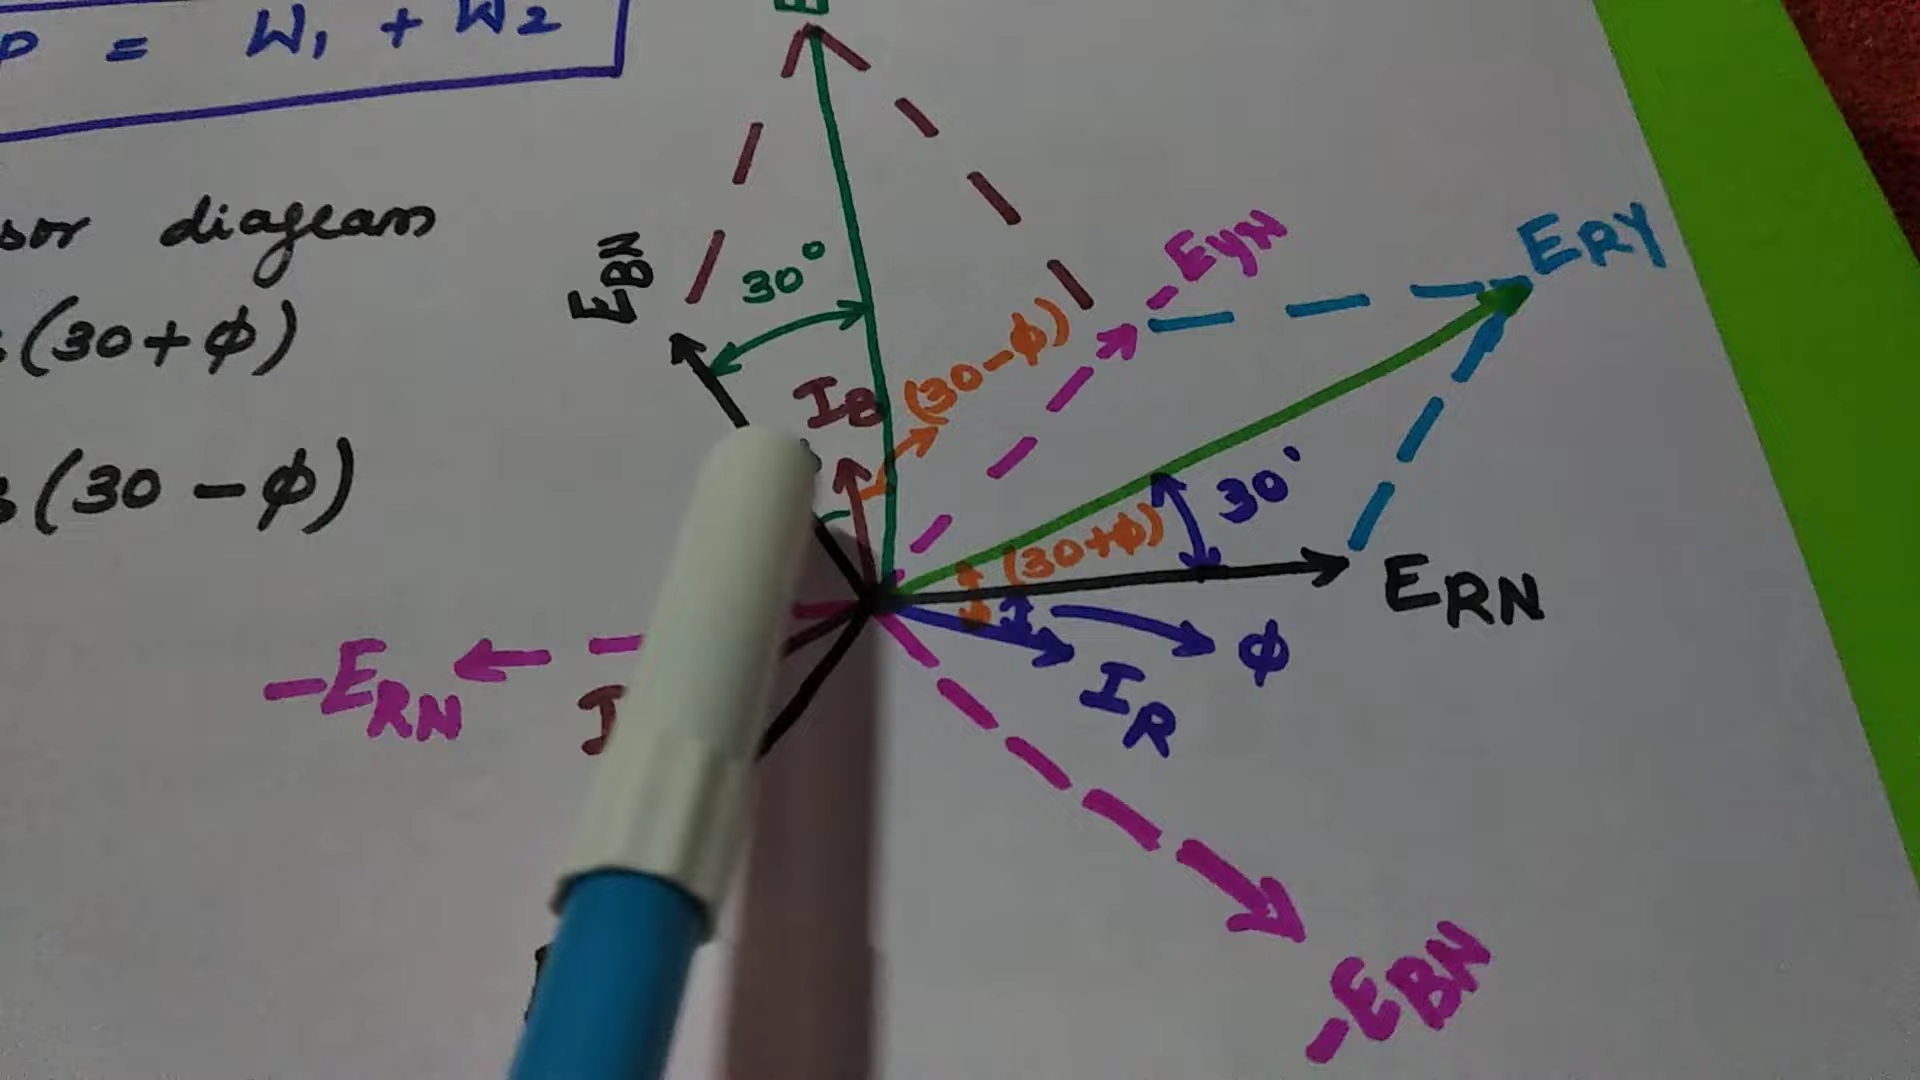 P = W1 + W2
diagram
(30+φ)
(30-φ)
EBN
30°
IB
(30-φ)
-EYN
ERY
30°
(30+φ)
ERN
φ
IR
-ERN
-EBN